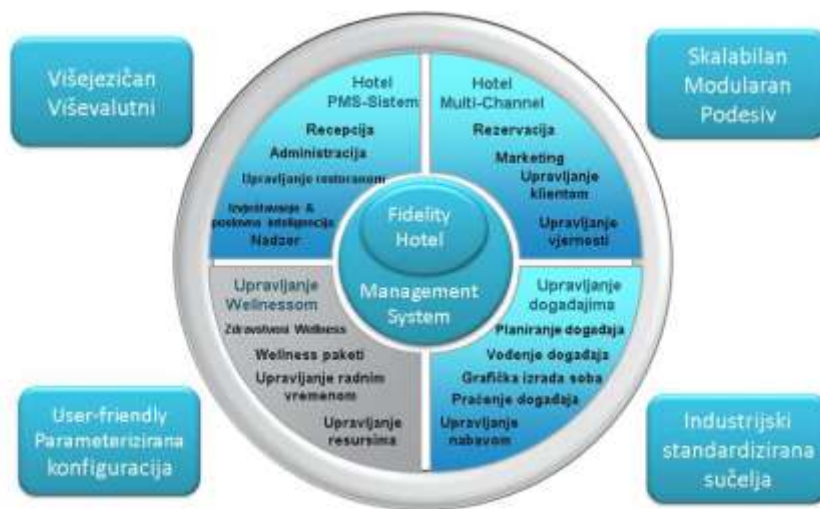 Višejezičan
Viševalutni
Skalabilan
Modularan
Podesiv
Hotel
PMS-Sistem
Recepcija
Administracija
Upravljanje restoranom
Izvještavanje &
poslovna inteligencija
Nadzor
Hotel
Multi-Channel
Rezervacija
Marketing
Upravljanje
klientom
Upravljanje
vjernosti
Fidelity
Hotel
Management
System
Upravljanje
Wellnessom
Zdravstveni Wellness
Wellness paketi
Upravljanje radnim
vremenom
Upravljanje
resursima
Upravljanje
događajima
Planiranje događaja
Vođenje događaja
Grafička izrada soba
Praćenje događaja
Upravljanje
nabavom
User-friendly
Parameterizirana
konfiguracija
Industrijski
standardizirana
sučelja